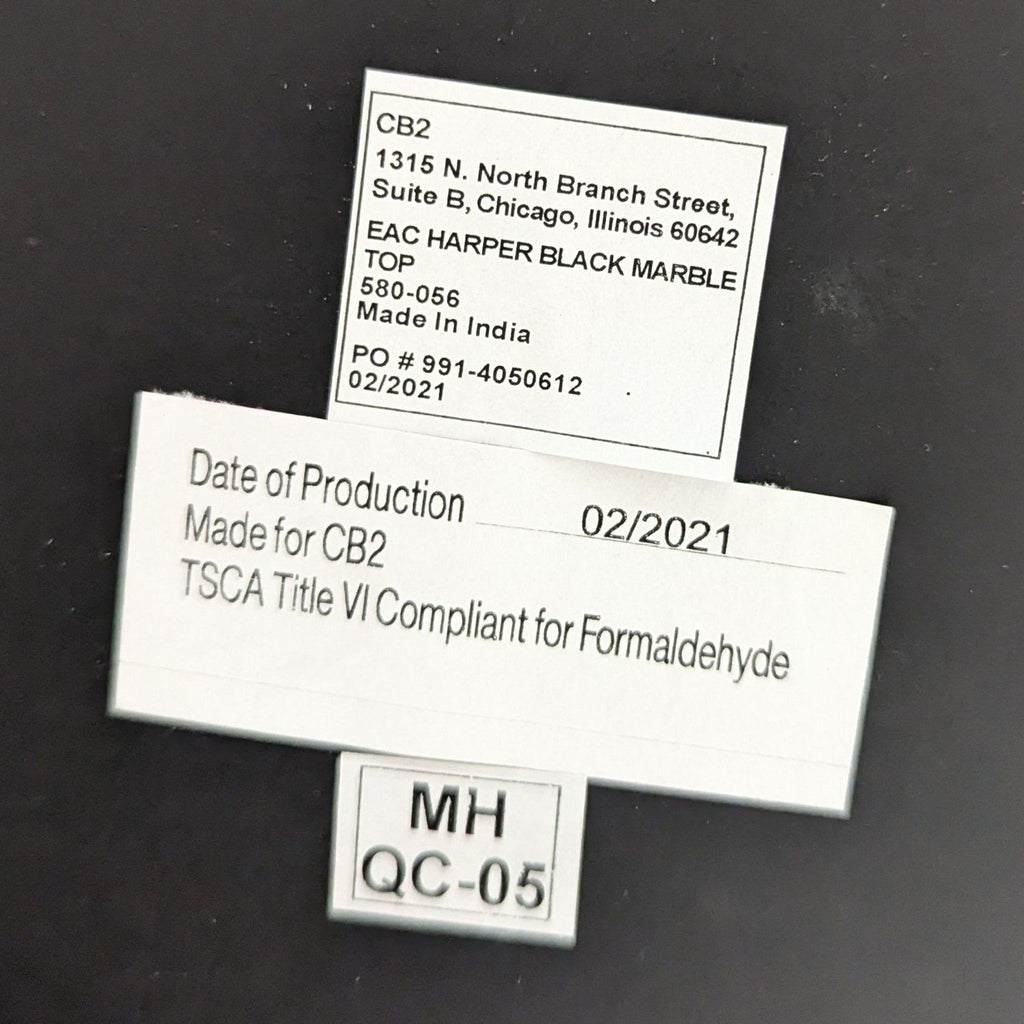 CB2
1315 N. North Branch Street,
Suite B, Chicago, Illinois 60642
EAC HARPER BLACK MARBLE
TOP
580-056
Made In India
PO # 991-4050612
02/2021
Date of Production 02/2021
Made for CB2
TSCA Title VI Compliant for Formaldehyde
MH
QC-05